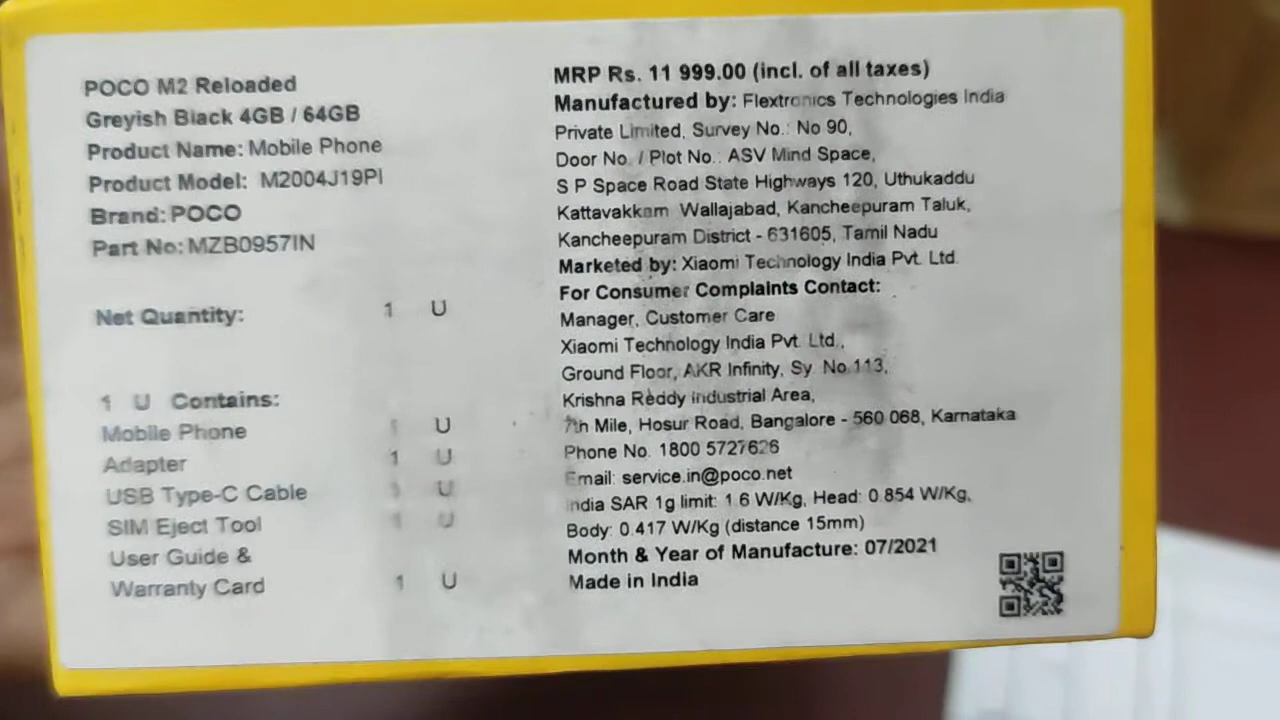 POCO M2 Reloaded
Greyish Black 4GB / 64GB
Product Name: Mobile Phone
Product Model: M2004J19PI
Brand: POCO
Part No: MZB0957IN
Net Quantity: 1 U
1 U Contains:
Mobile Phone 1 U
Adapter 1 U
USB Type-C Cable 1 U
SIM Eject Tool 1 U
User Guide &
Warranty Card 1 U
MRP Rs. 11 999.00 (incl. of all taxes)
Manufactured by: Flextronics Technologies India
Private Limited, Survey No.: No 90,
Door No. / Plot No.: ASV Mind Space,
S P Space Road State Highways 120, Uthukaddu
Kattavakkam Wallajabad, Kancheepuram Taluk,
Kancheepuram District - 631605, Tamil Nadu
Marketed by: Xiaomi Technology India Pvt. Ltd.
For Consumer Complaints Contact:
Manager, Customer Care
Xiaomi Technology India Pvt. Ltd.,
Ground Floor, AKR Infinity, Sy. No.113,
Krishna Reddy Industrial Area,
7th Mile, Hosur Road, Bangalore - 560 068, Karnataka
Phone No. 1800 5727626
Email: service.in@poco.net
India SAR 1g limit: 1.6 W/Kg, Head: 0.854 W/Kg,
Body: 0.417 W/Kg (distance 15mm)
Month & Year of Manufacture: 07/2021
Made in India